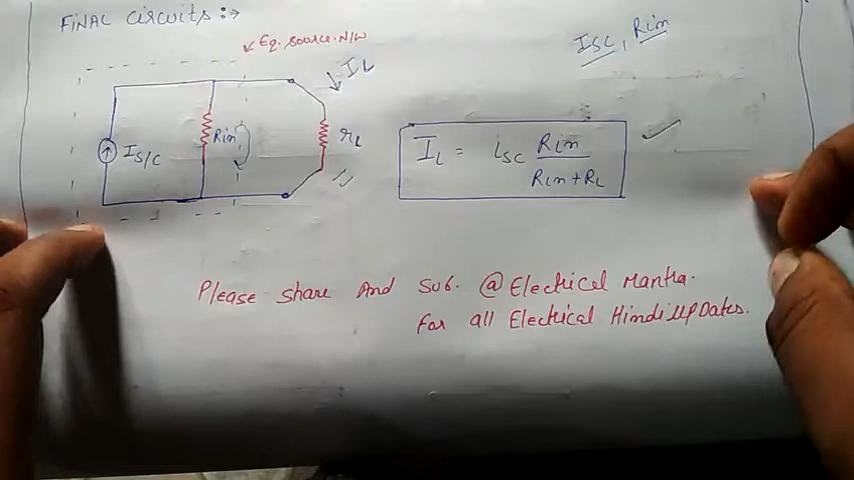 FINAL Circuits :→
Eq. Source. N/W
IL
ISC, Rin
IS/C
Rin
rL
IL = iSC Rin
Rin + RL
Please share And Sub. @Electrical Mantra.
For all Electrical Hindi UpDates.